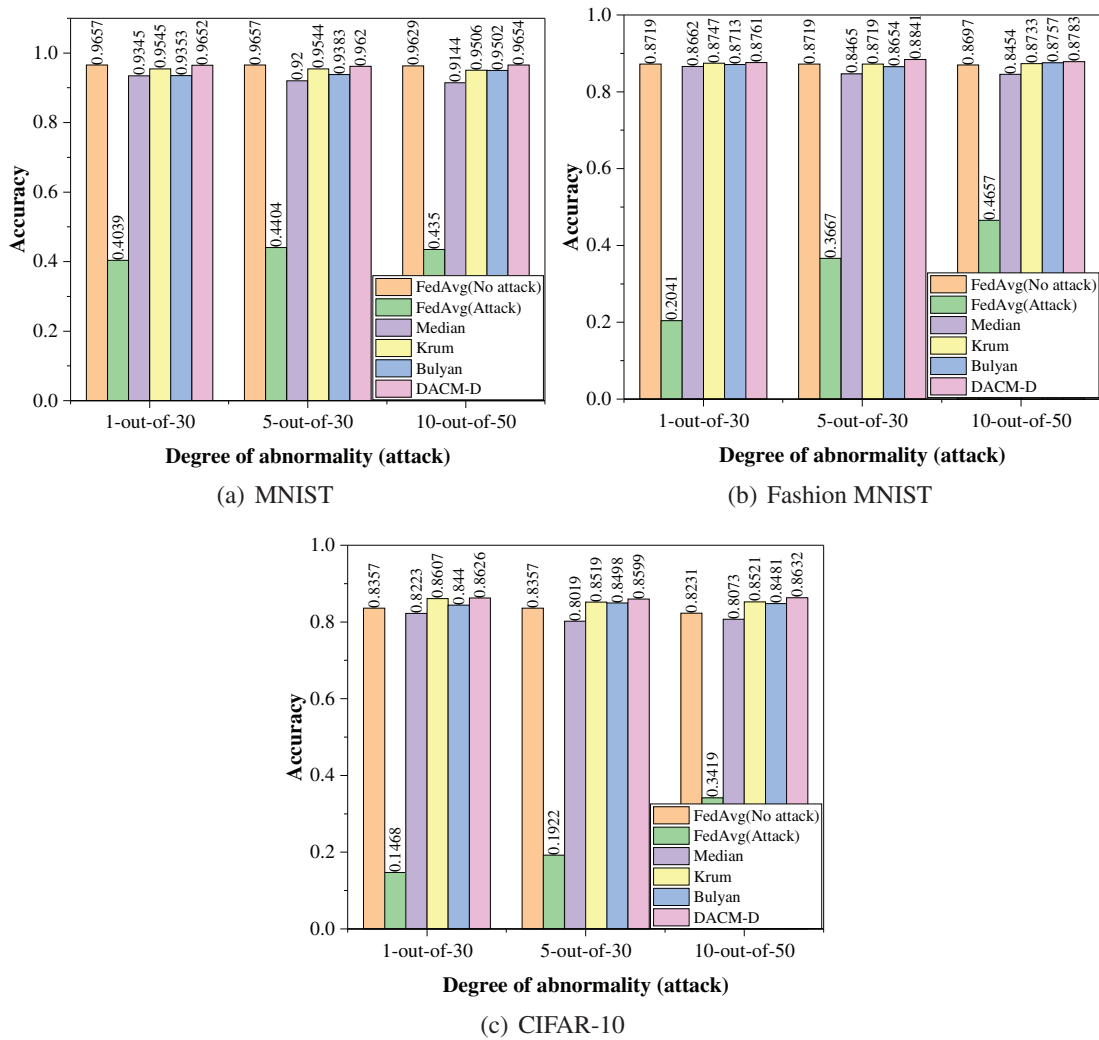 0.9657
0.4039
0.9345
0.9545
0.9353
0.9652
0.9657
0.4404
0.92
0.9544
0.9383
0.962
0.9629
0.435
0.9144
0.9506
0.9502
0.9654
1.0
0.8
0.6
0.4
0.2
0.0
Accuracy
FedAvg(No attack)
FedAvg(Attack)
Median
Krum
Bulyan
DACM-D
1-out-of-30 5-out-of-30 10-out-of-50
Degree of abnormality (attack)
(a) MNIST
0.8719
0.2041
0.8662
0.8747
0.8713
0.8761
0.8719
0.3667
0.8465
0.8719
0.8654
0.8841
0.8697
0.4657
0.8454
0.8733
0.8757
0.8783
1.0
0.8
0.6
0.4
0.2
0.0
Accuracy
FedAvg(No attack)
FedAvg(Attack)
Median
Krum
Bulyan
DACM-D
1-out-of-30 5-out-of-30 10-out-of-50
Degree of abnormality (attack)
(b) Fashion MNIST
0.8357
0.1468
0.8223
0.8607
0.844
0.8626
0.8357
0.1922
0.8019
0.8519
0.8498
0.8599
0.8231
0.3419
0.8073
0.8521
0.8481
0.8632
1.0
0.8
0.6
0.4
0.2
0.0
Accuracy
FedAvg(No attack)
FedAvg(Attack)
Median
Krum
Bulyan
DACM-D
1-out-of-30 5-out-of-30 10-out-of-50
Degree of abnormality (attack)
(c) CIFAR-10